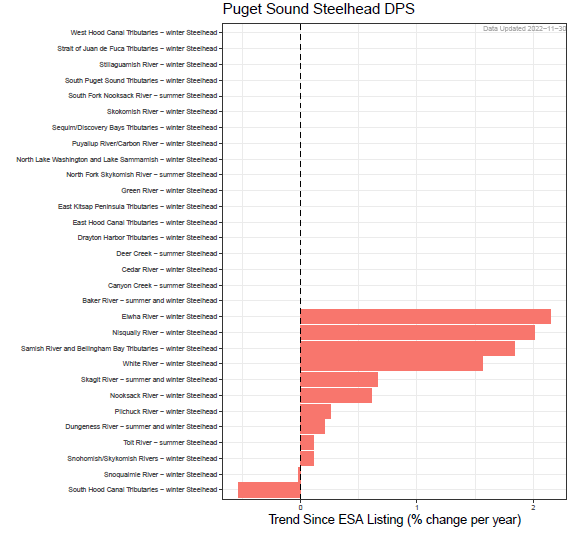 Puget Sound Steelhead DPS
Data Updated 2022−11−30
West Hood Canal Tributaries − winter Steelhead
Strait of Juan de Fuca Tributaries − winter Steelhead
Stillaguamish River − winter Steelhead
South Puget Sound Tributaries − winter Steelhead
South Fork Nooksack River − summer Steelhead
Skokomish River − winter Steelhead
Sequim/Discovery Bays Tributaries − winter Steelhead
Puyallup River/Carbon River − winter Steelhead
North Lake Washington and Lake Sammamish − winter Steelhead
North Fork Skykomish River − summer Steelhead
Green River − winter Steelhead
East Kitsap Peninsula Tributaries − winter Steelhead
East Hood Canal Tributaries − winter Steelhead
Drayton Harbor Tributaries − winter Steelhead
Deer Creek − summer Steelhead
Cedar River − winter Steelhead
Canyon Creek − summer Steelhead
Baker River − summer and winter Steelhead
Elwha River − winter Steelhead
Nisqually River − winter Steelhead
Samish River and Bellingham Bay Tributaries − winter Steelhead
White River − winter Steelhead
Skagit River − summer and winter Steelhead
Nooksack River − winter Steelhead
Pilchuck River − winter Steelhead
Dungeness River − summer and winter Steelhead
Tolt River − summer Steelhead
Snohomish/Skykomish Rivers − winter Steelhead
Snoqualmie River − winter Steelhead
South Hood Canal Tributaries − winter Steelhead
0 1 2
Trend Since ESA Listing (% change per year)